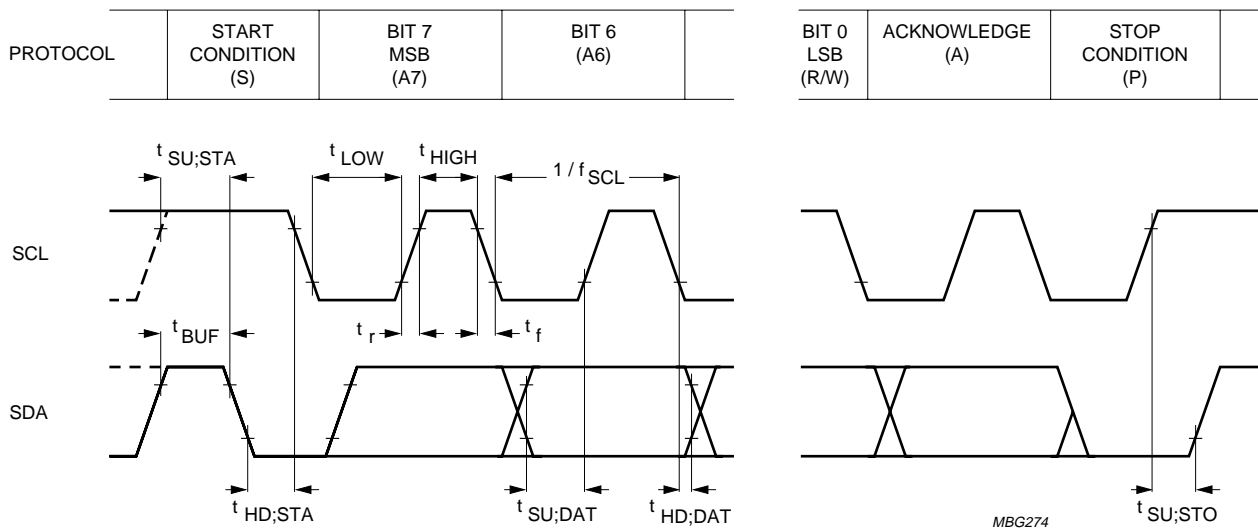 PROTOCOL
START
CONDITION
(S)
BIT 7
MSB
(A7)
BIT 6
(A6)
BIT 0
LSB
(R/W)
ACKNOWLEDGE
(A)
STOP
CONDITION
(P)
t SU;STA
t LOW
t HIGH
1 / f SCL
SCL
t BUF
t r
t f
SDA
t HD;STA
t SU;DAT
t HD;DAT
t SU;STO
MBG274